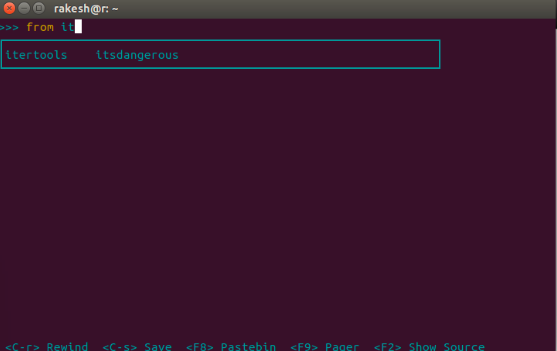 rakesh@r: ~
>>> from it
itertools itsdangerous
<C-r> Rewind <C-s> Save <F8> Pastebin <F9> Pager <F2> Show Source